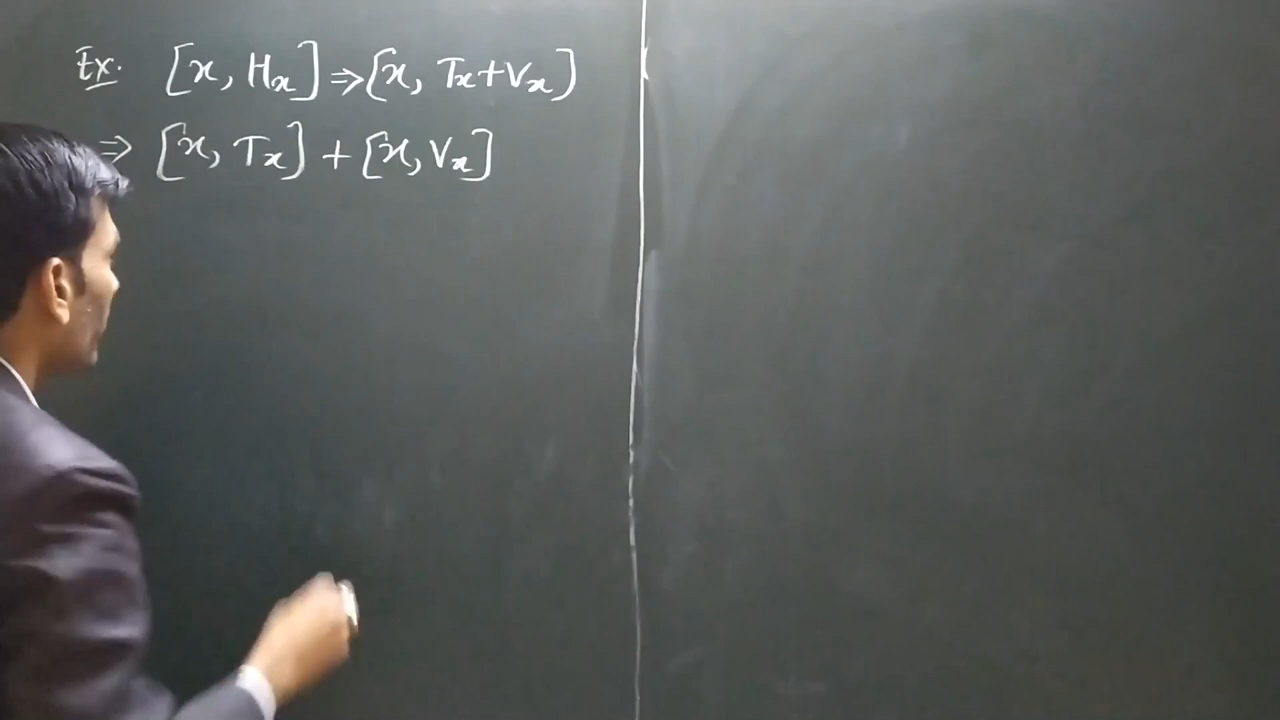 Ex. [x, Hx] ⇒ [x, Tx+Vx]
⇒ [x, Tx] + [x, Vx]